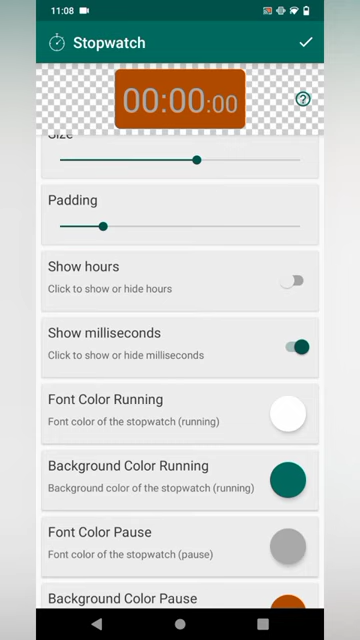 11:08
Stopwatch
00:00:00
Size
Padding
Show hours
Click to show or hide hours
Show milliseconds
Click to show or hide milliseconds
Font Color Running
Font color of the stopwatch (running)
Background Color Running
Background color of the stopwatch (running)
Font Color Pause
Font color of the stopwatch (pause)
Background Color Pause